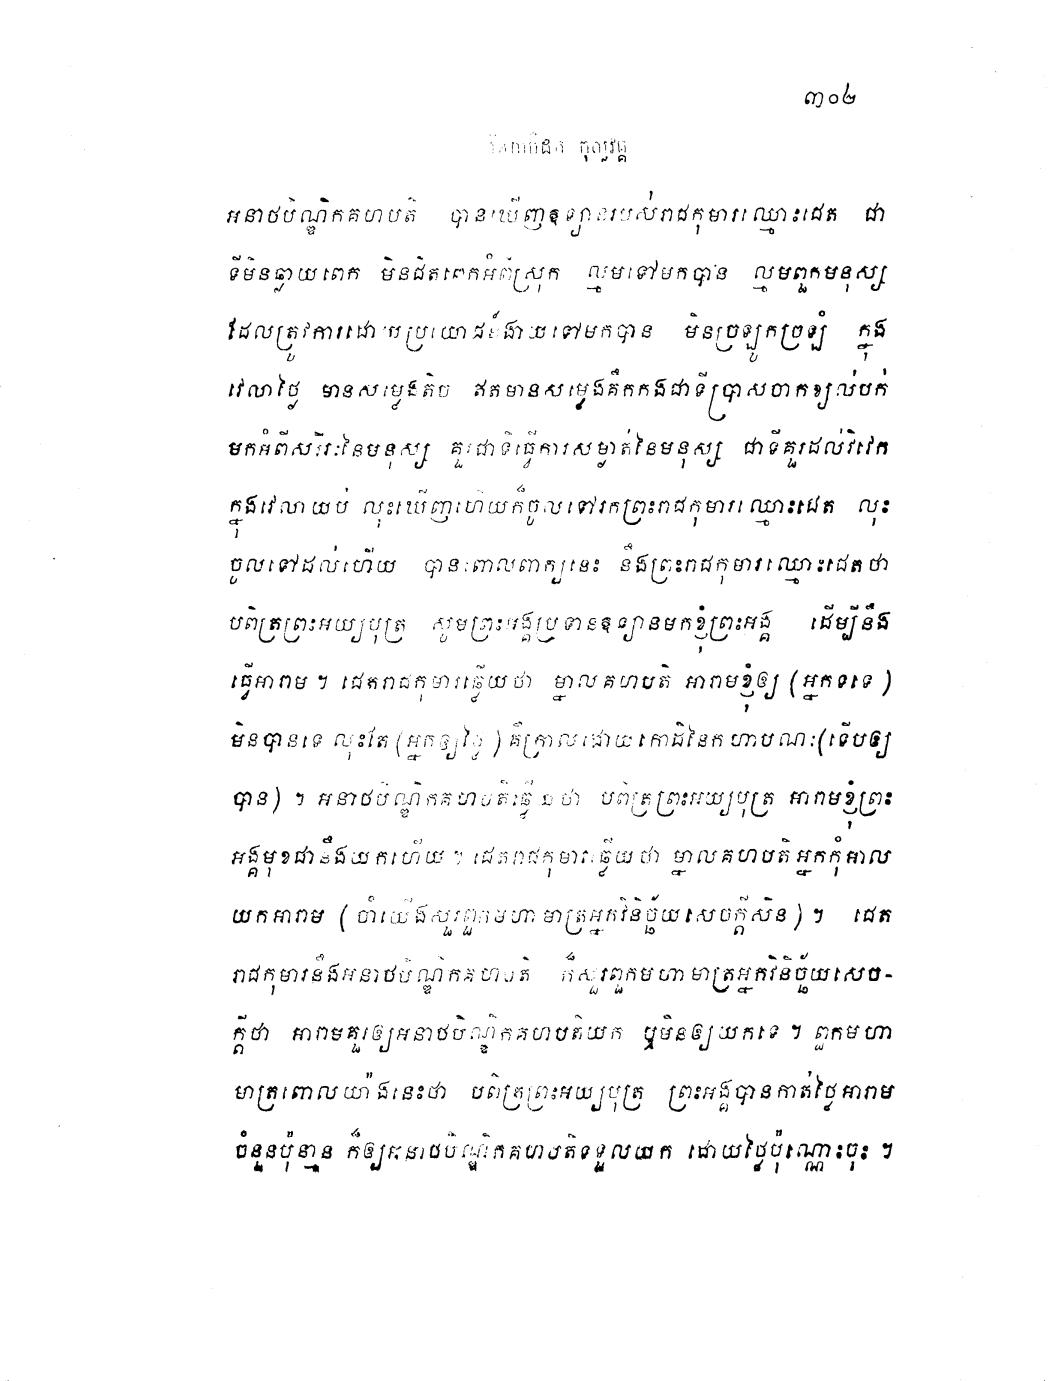 ៣០៤
វិនយបិដក ចុល្លវគ្គ
អនាថបិណ្ឌិកគហបតិ បានឃើញឧទ្យានរបស់រាជកុមារឈ្មោះជេត ជា
ទីមិនឆ្ងាយពេក មិនជិតពេកអំពីស្រុក ល្មមទៅមកបាន ល្មមពួកមនុស្ស
ដែលត្រូវការដោយប្រយោជន៍ងាយទៅមកបាន មិនច្រឡូកច្រឡំ ក្នុង
វេលាថ្ងៃ មានសម្ឡេងតិច ឥតមានសម្ឡេងគឹកកងជាទីប្រាសចាកខ្យល់បក់
មកអំពីសរីរៈនៃមនុស្ស គួរជាទីធ្វើការសម្ងាត់នៃមនុស្ស ជាទីគួរដល់វិវេក
ក្នុងវេលាយប់ លុះឃើញហើយក៏ចូលទៅរកព្រះរាជកុមារឈ្មោះជេត លុះ
ចូលទៅដល់ហើយ បានពោលពាក្យនេះ នឹងព្រះរាជកុមារឈ្មោះជេតថា
បពិត្រព្រះអយ្យបុត្រ សូមព្រះអង្គប្រទានឧទ្យានមកខ្ញុំព្រះអង្គ ដើម្បីនឹង
ធ្វើអារាម ។ ជេតរាជកុមារឆ្លើយថា ម្នាលគហបតិ អារាមខ្ញុំឲ្យ (អ្នកទទេ)
មិនបានទេ លុះតែ (អ្នកឲ្យថ្លៃ) គឺក្រាលដោយកោដិនៃកហាបណៈ (ទើបឲ្យ
បាន) ។ អនាថបិណ្ឌិកគហបតិឆ្លើយថា បពិត្រព្រះអយ្យបុត្រ អារាមខ្ញុំព្រះ
អង្គមុខជានឹងយកហើយ ។ ជេតរាជកុមារឆ្លើយថា ម្នាលគហបតិ អ្នកកុំអាល
យកអារាម (ចាំយើងសួរពួកមហាមាត្រអ្នកវិនិច្ឆ័យសេចក្តីសិន) ។ ជេត
រាជកុមារនឹងអនាថបិណ្ឌិកគហបតិ ក៏សួរពួកមហាមាត្រអ្នកវិនិច្ឆ័យសេច-
ក្តីថា អារាមគួរឲ្យអនាថបិណ្ឌិកគហបតិយក ឬមិនឲ្យយកទេ ។ ពួកមហា
មាត្រពោលយ៉ាងនេះថា បពិត្រព្រះអយ្យបុត្រ ព្រះអង្គបានកាត់ថ្លៃអារាម
ចំនួនប៉ុន្មាន ក៏ឲ្យអនាថបិណ្ឌិកគហបតិទទួលយក ដោយថ្លៃប៉ុណ្ណោះចុះ ។